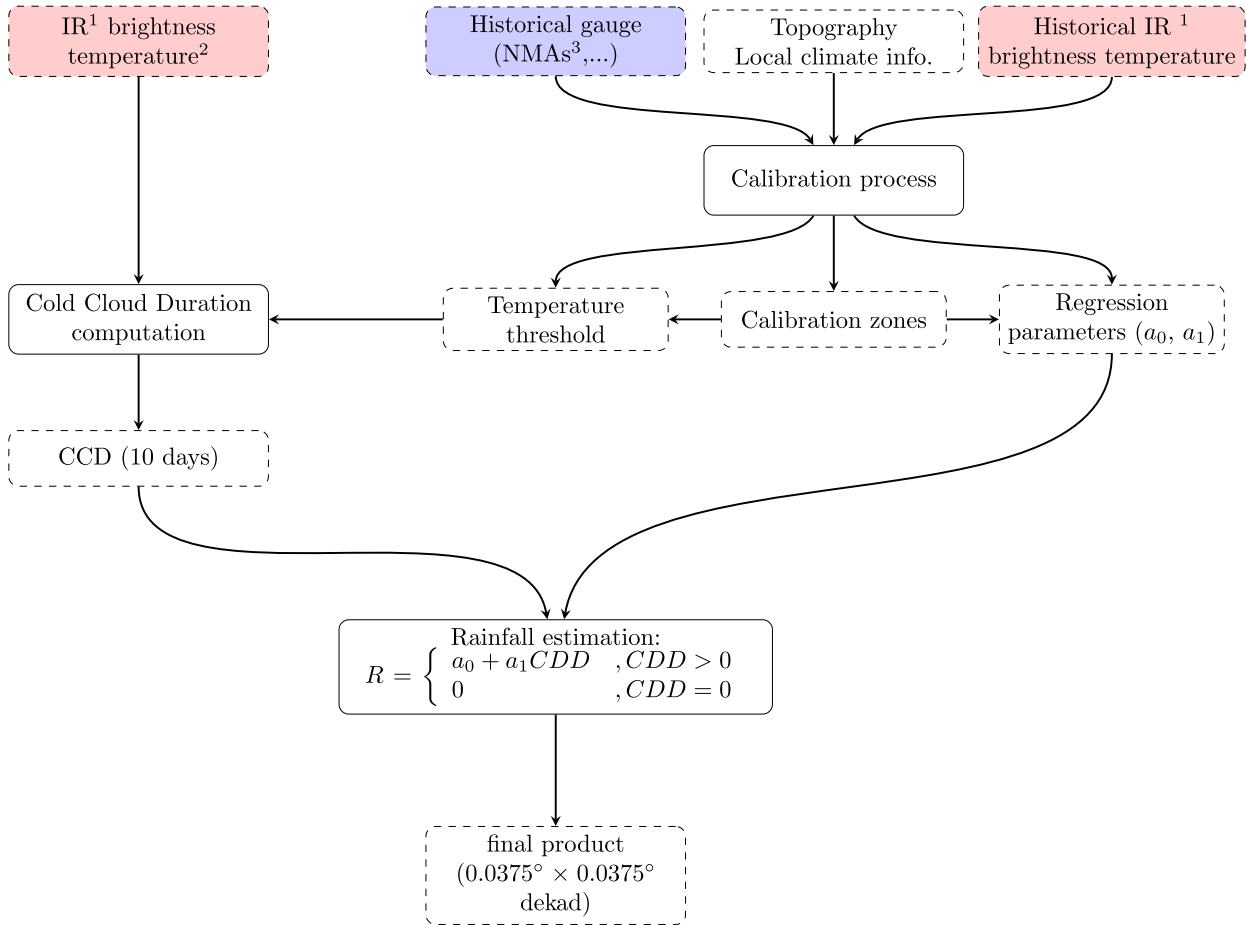 IR¹ brightness
temperature²
Historical gauge
(NMAs³,...)
Topography
Local climate info.
Historical IR ¹
brightness temperature
Calibration process
Cold Cloud Duration
computation
Temperature
threshold
Calibration zones
Regression
parameters (a₀, a₁)
CCD (10 days)
Rainfall estimation:
R = { a₀ + a₁CDD , CDD > 0
0 , CDD = 0
final product
(0.0375° × 0.0375°
dekad)